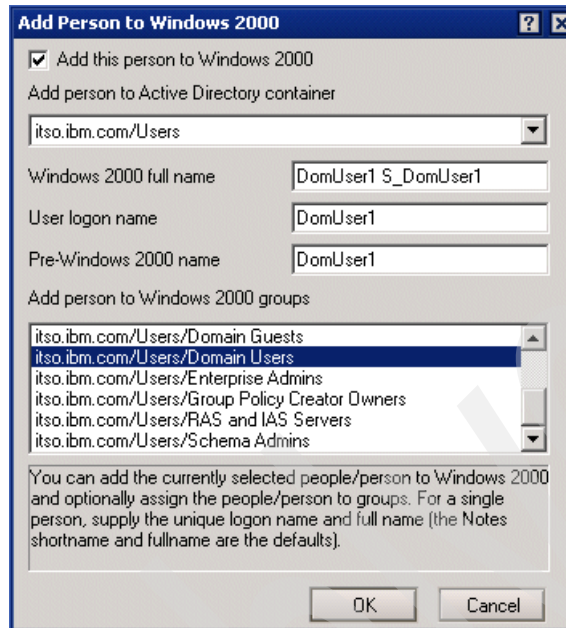 Add Person to Windows 2000
Add this person to Windows 2000
Add person to Active Directory container
itso.ibm.com/Users
Windows 2000 full name
DomUser1 S_DomUser1
User logon name
DomUser1
Pre-Windows 2000 name
DomUser1
Add person to Windows 2000 groups
itso.ibm.com/Users/Domain Guests
itso.ibm.com/Users/Domain Users
itso.ibm.com/Users/Enterprise Admins
itso.ibm.com/Users/Group Policy Creator Owners
itso.ibm.com/Users/RAS and IAS Servers
itso.ibm.com/Users/Schema Admins
You can add the currently selected people/person to Windows 2000
and optionally assign the people/person to groups. For a single
person, supply the unique logon name and full name (the Notes
shortname and fullname are the defaults).
OK
Cancel